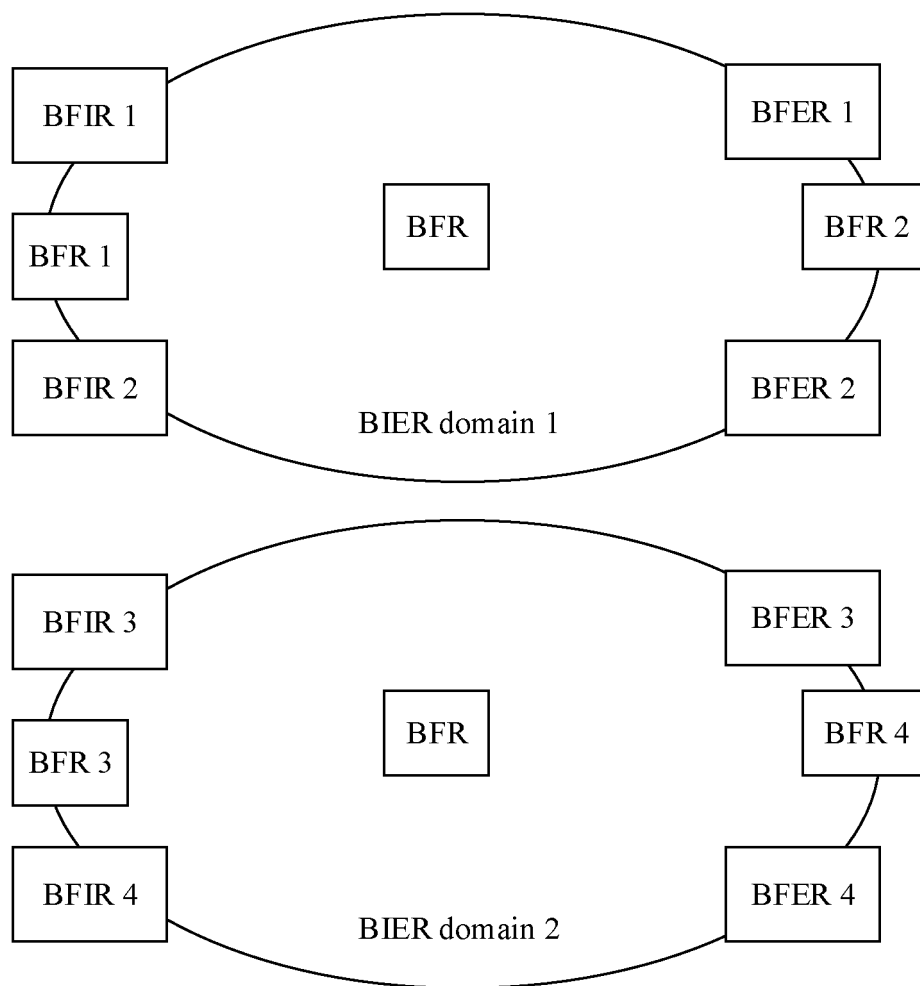 BFIR 1
BFER 1
BFR
BFR 2
BFR 1
BFIR 2
BFER 2
BIER domain 1
BFIR 3
BFER 3
BFR
BFR 4
BFR 3
BFIR 4
BFER 4
BIER domain 2